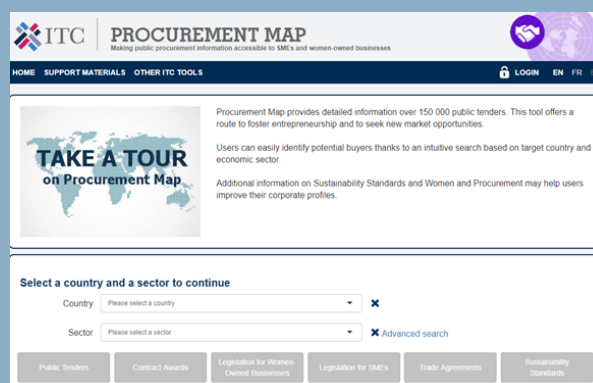 ITC
PROCUREMENT MAP
Making public procurement information accessible to SMEs and women-owned businesses
HOME SUPPORT MATERIALS OTHER ITC TOOLS
LOGIN EN FR
TAKE A TOUR
on Procurement Map
Procurement Map provides detailed information over 150 000 public tenders. This tool offers a
route to foster entrepreneurship and to seek new market opportunities.
Users can easily identify potential buyers thanks to an intuitive search based on target country and
economic sector.
Additional information on Sustainability Standards and Women and Procurement may help users
improve their corporate profiles.
Select a country and a sector to continue
Country Please select a country
Sector Please select a sector
Advanced search
Public Tenders
Contract Awards
Legislation for Women-
Owned Businesses
Legislation for SMEs
Trade Agreements
Sustainability
Standards